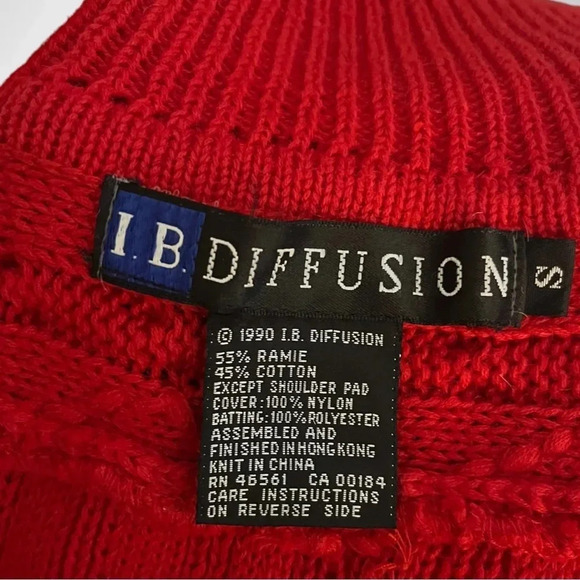 I.B. DIFFUSION
S
© 1990 I.B. DIFFUSION
55% RAMIE
45% COTTON
EXCEPT SHOULDER PAD
COVER: 100% NYLON
BATTING: 100% POLYESTER
ASSEMBLED AND
FINISHED IN HONG KONG
KNIT IN CHINA
RN 46561 CA 00184
CARE INSTRUCTIONS
ON REVERSE SIDE